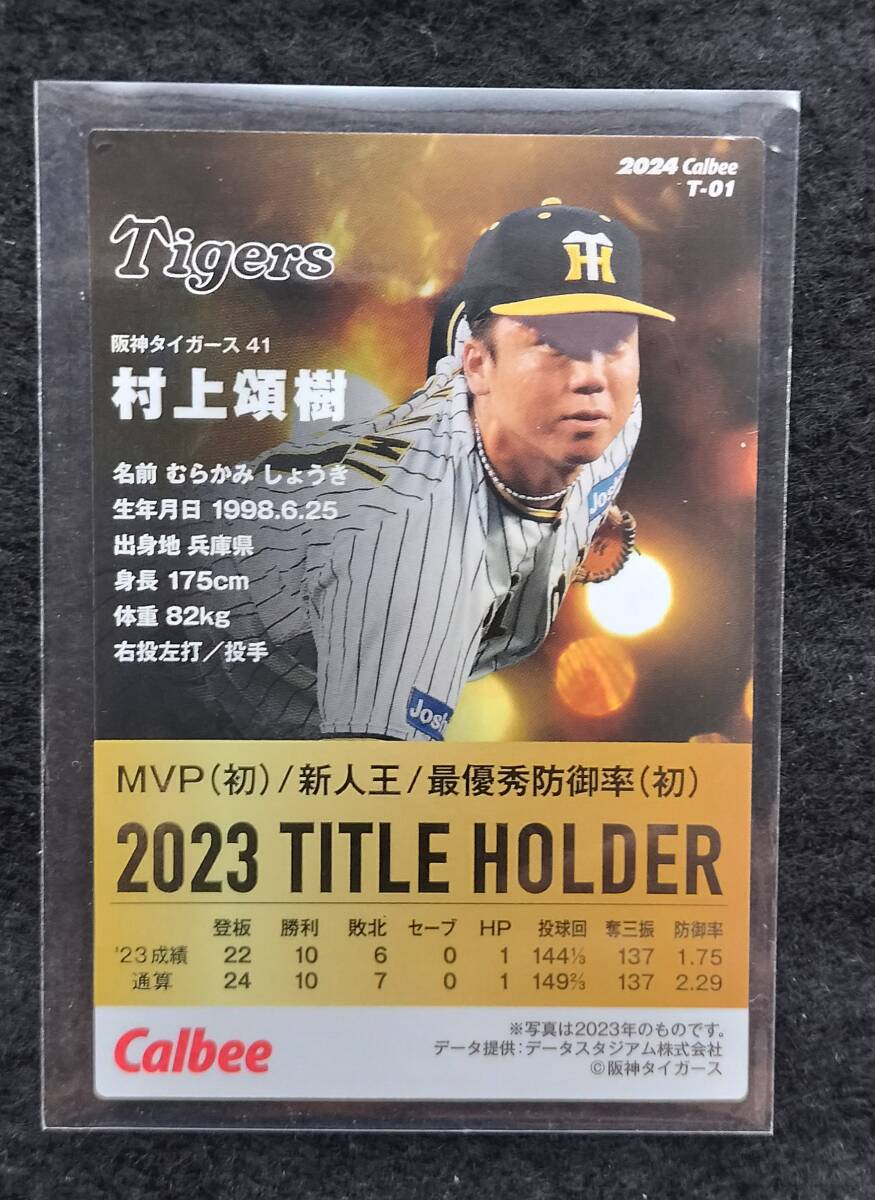 2024 Calbee
T-01
Tigers
阪神タイガース 41
村上頌樹
名前 むらかみ しょうき
生年月日 1998.6.25
出身地 兵庫県
身長 175cm
体重 82kg
右投左打/投手
Josh
Josh
MVP(初)/新人王/最優秀防御率(初)
2023 TITLE HOLDER
登板 勝利 敗北 セーブ HP 投球回 奪三振 防御率
'23成績 22 10 6 0 1 144⅓ 137 1.75
通算 24 10 7 0 1 149⅔ 137 2.29
Calbee
※写真は2023年のものです。
データ提供:データスタジアム株式会社
©阪神タイガース